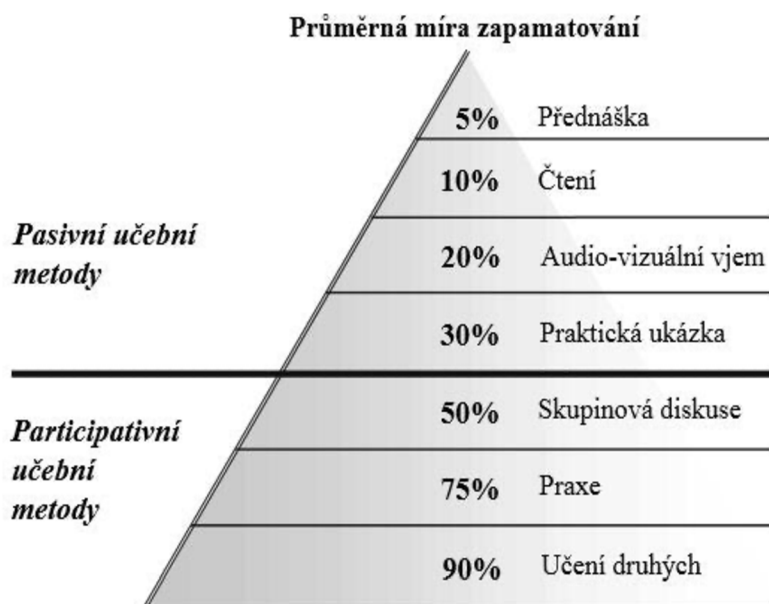 Průměrná míra zapamatování
5% Přednáška
10% Čtení
Pasivní učební
metody
20% Audio-vizuální vjem
30% Praktická ukázka
50% Skupinová diskuse
Participativní
učební
metody
75% Praxe
90% Učení druhých